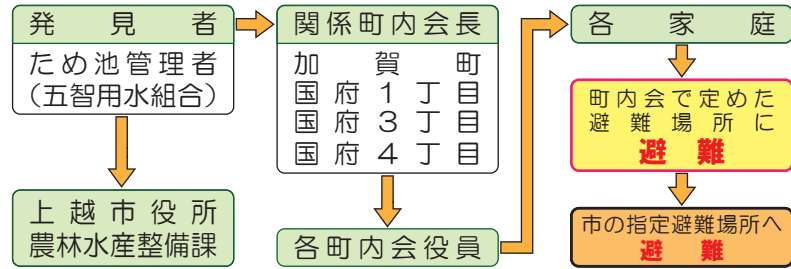 発見者
ため池管理者
（五智用水組合）
上越市役所
農林水産整備課
関係町内会長
加賀町
国府１丁目
国府３丁目
国府４丁目
各町内会役員
各家庭
町内会で定めた
避難場所に
避難
市の指定避難場所へ
避難